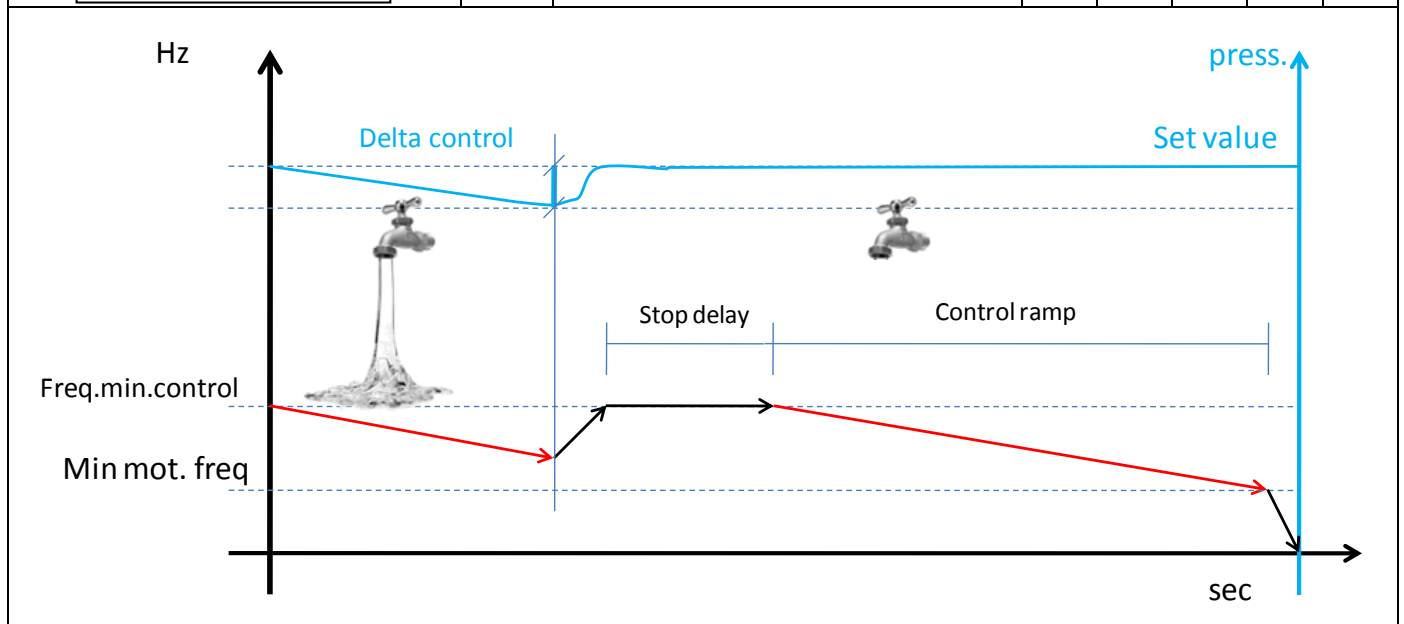 Hz
press.
Delta control
Set value
Stop delay
Control ramp
Freq.min.control
Min mot. freq
sec